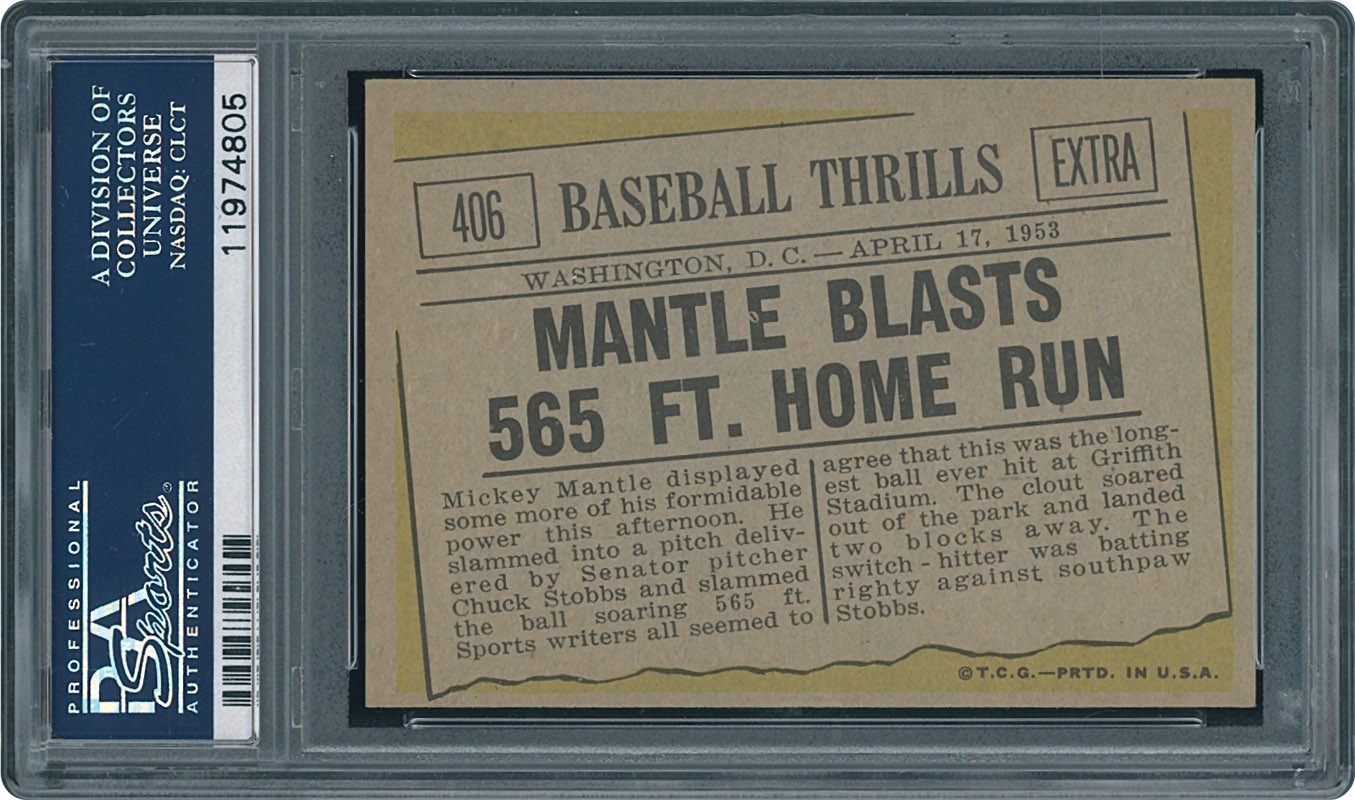 A DIVISION OF
COLLECTORS
UNIVERSE
NASDAQ: CLCT
11974805
PROFESSIONAL
PSA
Sports®
AUTHENTICATOR
406
BASEBALL THRILLS
EXTRA
WASHINGTON, D. C. — APRIL 17, 1953
MANTLE BLASTS
565 FT. HOME RUN
Mickey Mantle displayed
some more of his formidable
power this afternoon. He
slammed into a pitch deliv-
ered by Senator pitcher
Chuck Stobbs and slammed
the ball soaring 565 ft.
Sports writers all seemed to
agree that this was the long-
est ball ever hit at Griffith
Stadium. The clout soared
out of the park and landed
two blocks away. The
switch - hitter was batting
righty against southpaw
Stobbs.
©T.C.G.—PRTD. IN U.S.A.